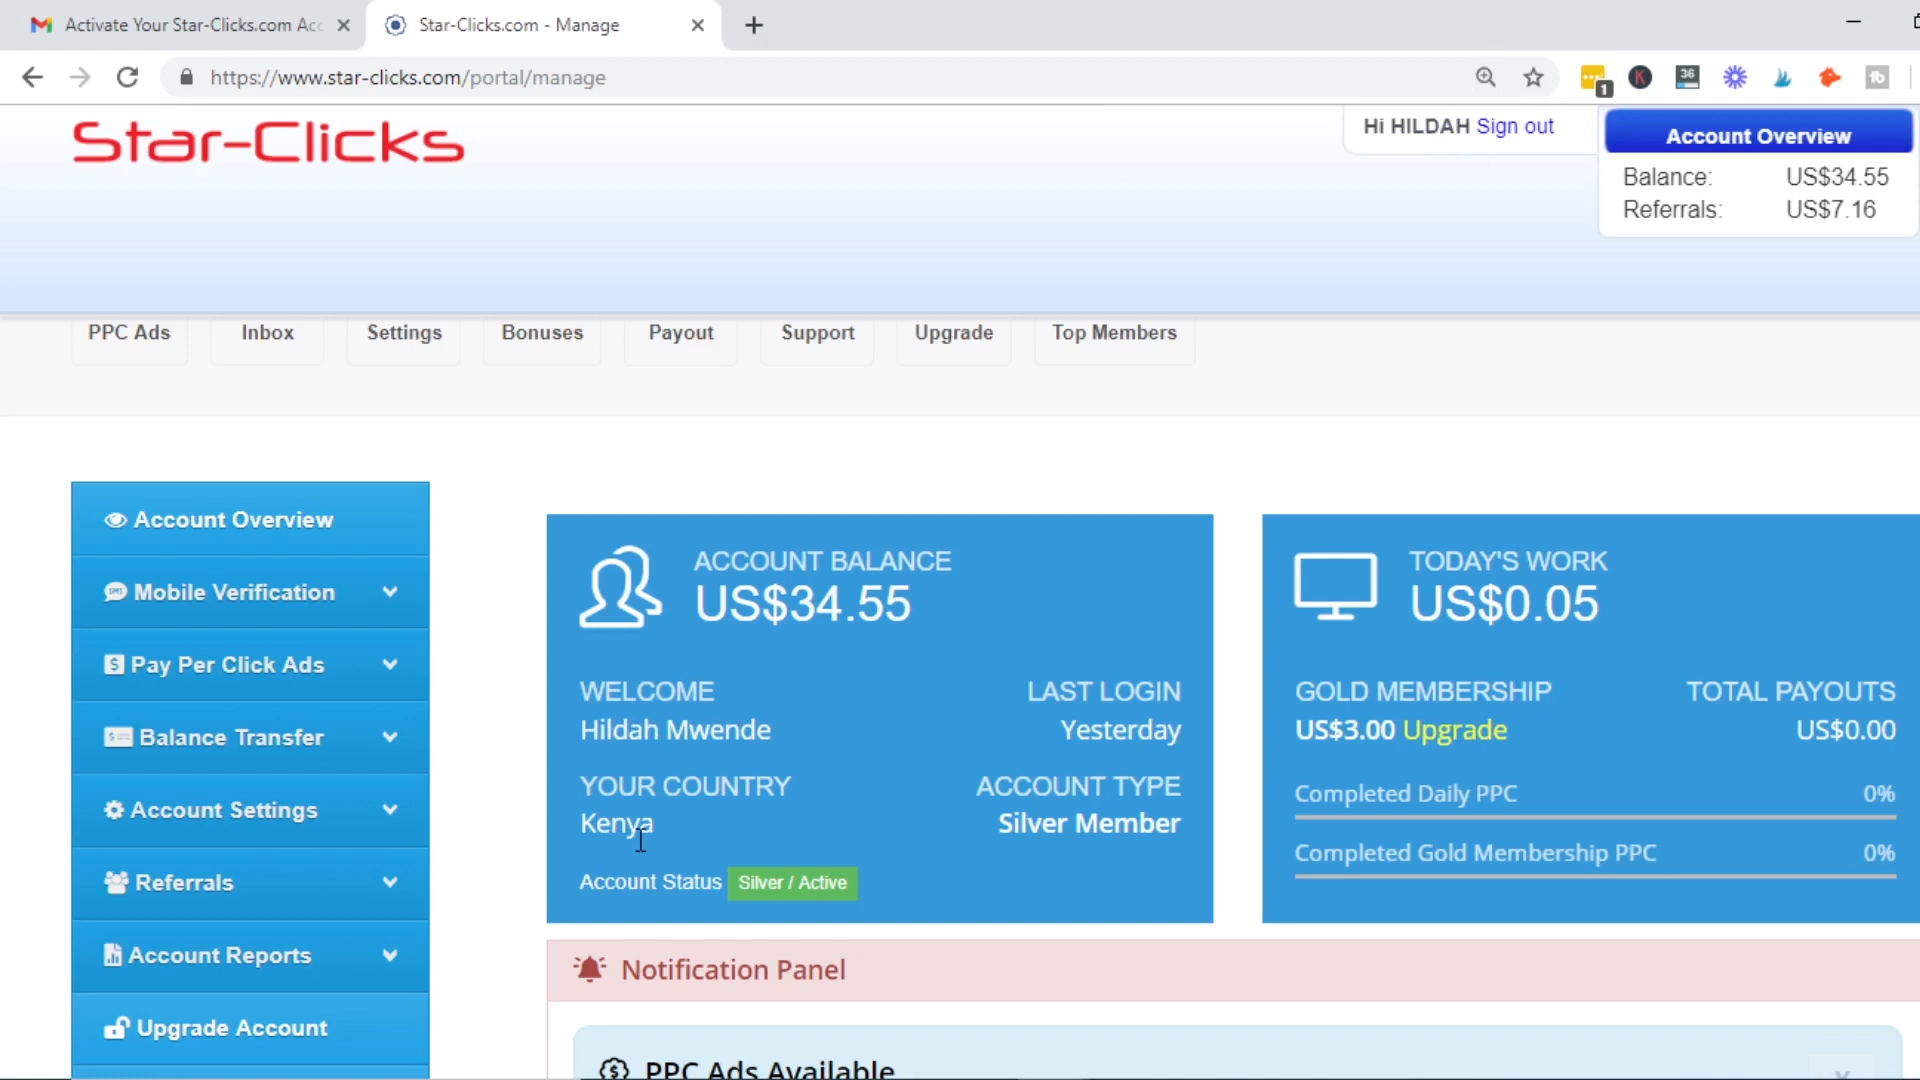 Activate Your Star-Clicks.com Acc
Star-Clicks.com - Manage
https://www.star-clicks.com/portal/manage
1
K
36
tb
Star-Clicks
Hi HILDAH Sign out
Account Overview
Balance: US$34.55
Referrals: US$7.16
PPC Ads Inbox Settings Bonuses Payout Support Upgrade Top Members
Account Overview
Mobile Verification
Pay Per Click Ads
Balance Transfer
Account Settings
Referrals
Account Reports
Upgrade Account
ACCOUNT BALANCE
US$34.55
WELCOME LAST LOGIN
Hildah Mwende Yesterday
YOUR COUNTRY ACCOUNT TYPE
Kenya Silver Member
Account Status Silver / Active
TODAY'S WORK
US$0.05
GOLD MEMBERSHIP TOTAL PAYOUTS
US$3.00 Upgrade US$0.00
Completed Daily PPC 0%
Completed Gold Membership PPC 0%
Notification Panel
PPC Ads Available